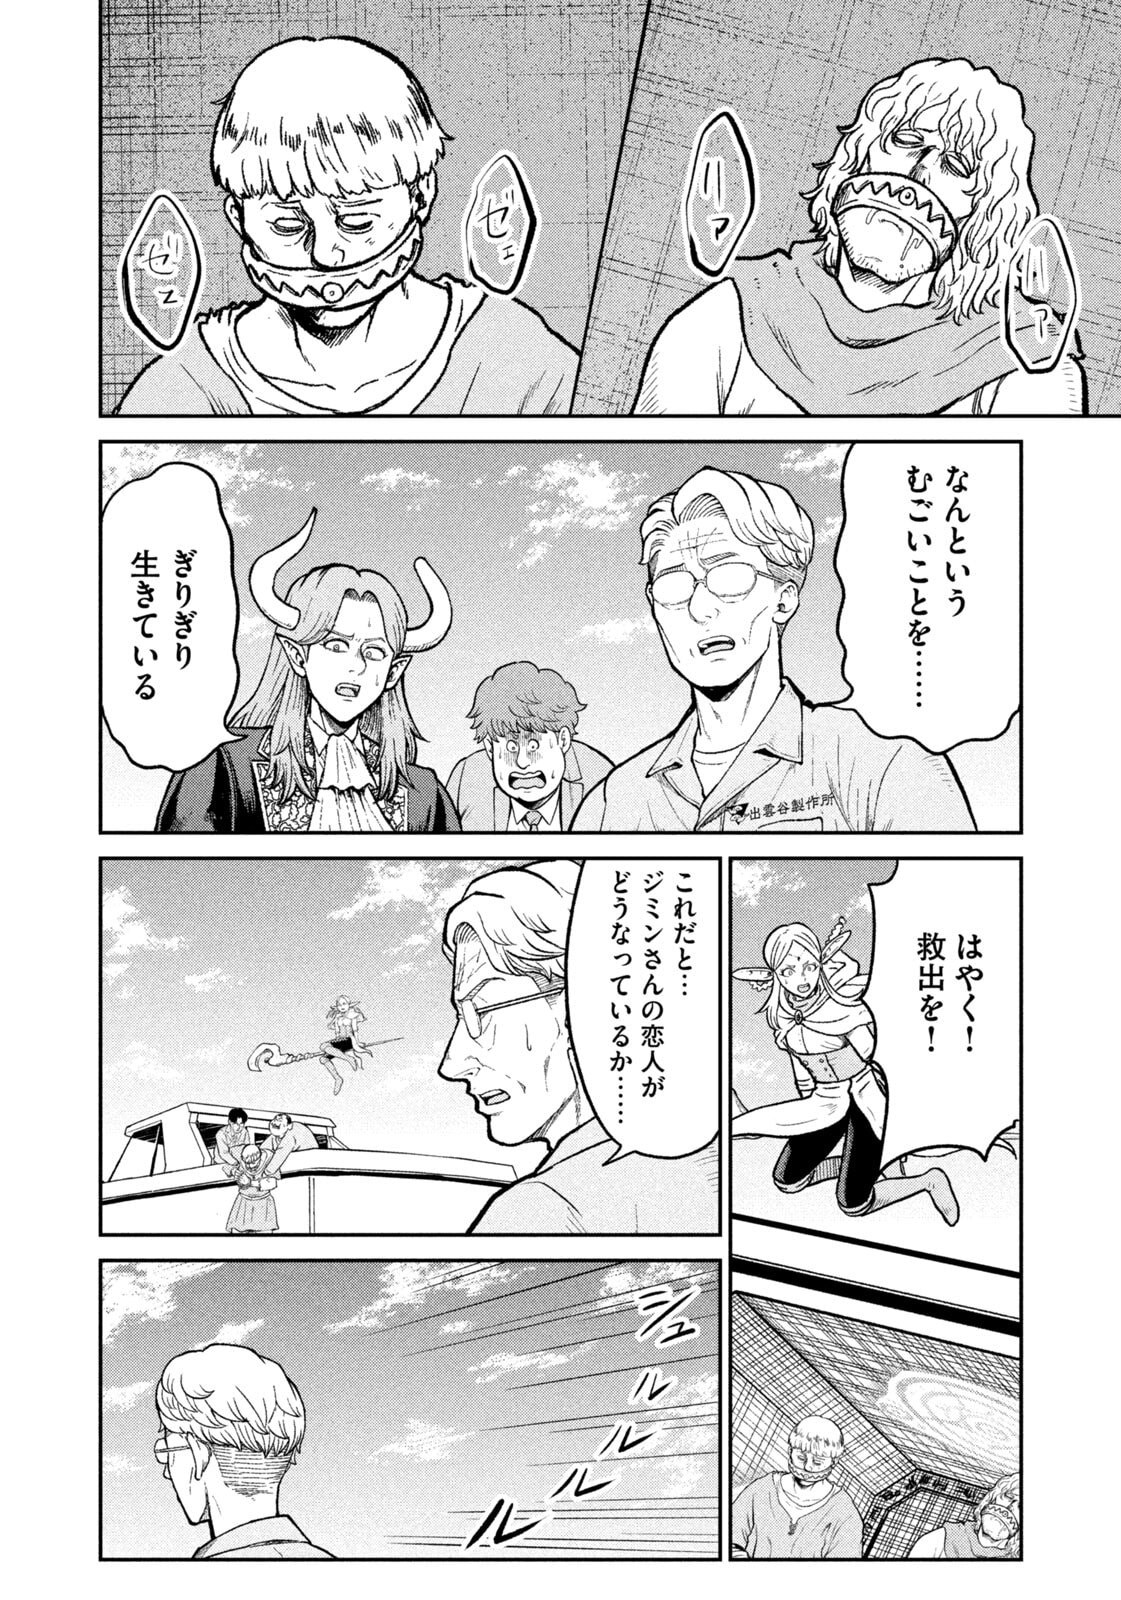 リァ
リァ
ゼェ
ゼェ
なんという
むごいことを……
出雲谷製作所
ぎりぎり
生きている
はやく！
救出を！
これだと…
ジミンさんの恋人が
どうなっているか……
シュルルル